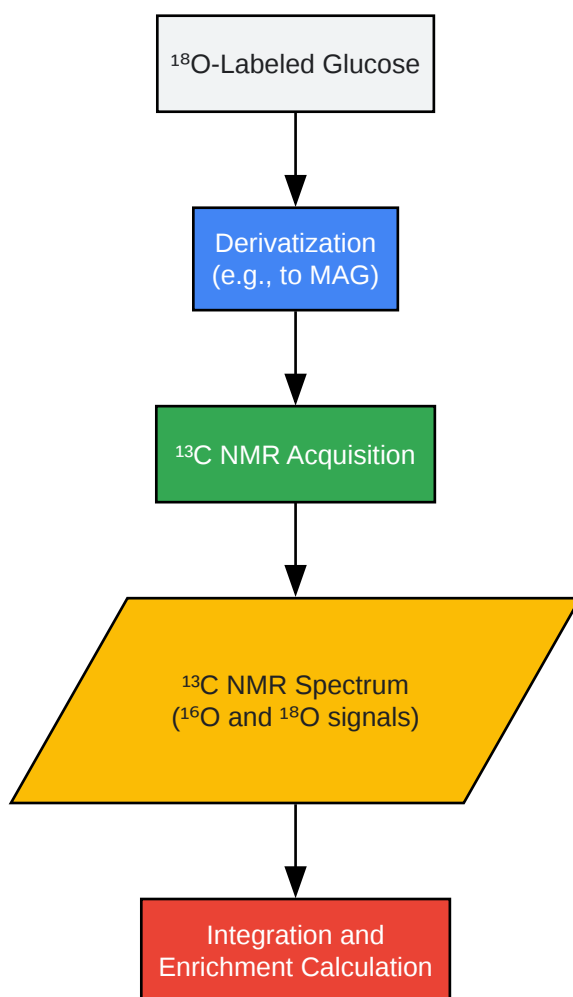 ¹⁸O-Labeled Glucose
Derivatization
(e.g., to MAG)
¹³C NMR Acquisition
¹³C NMR Spectrum
(¹⁶O and ¹⁸O signals)
Integration and
Enrichment Calculation